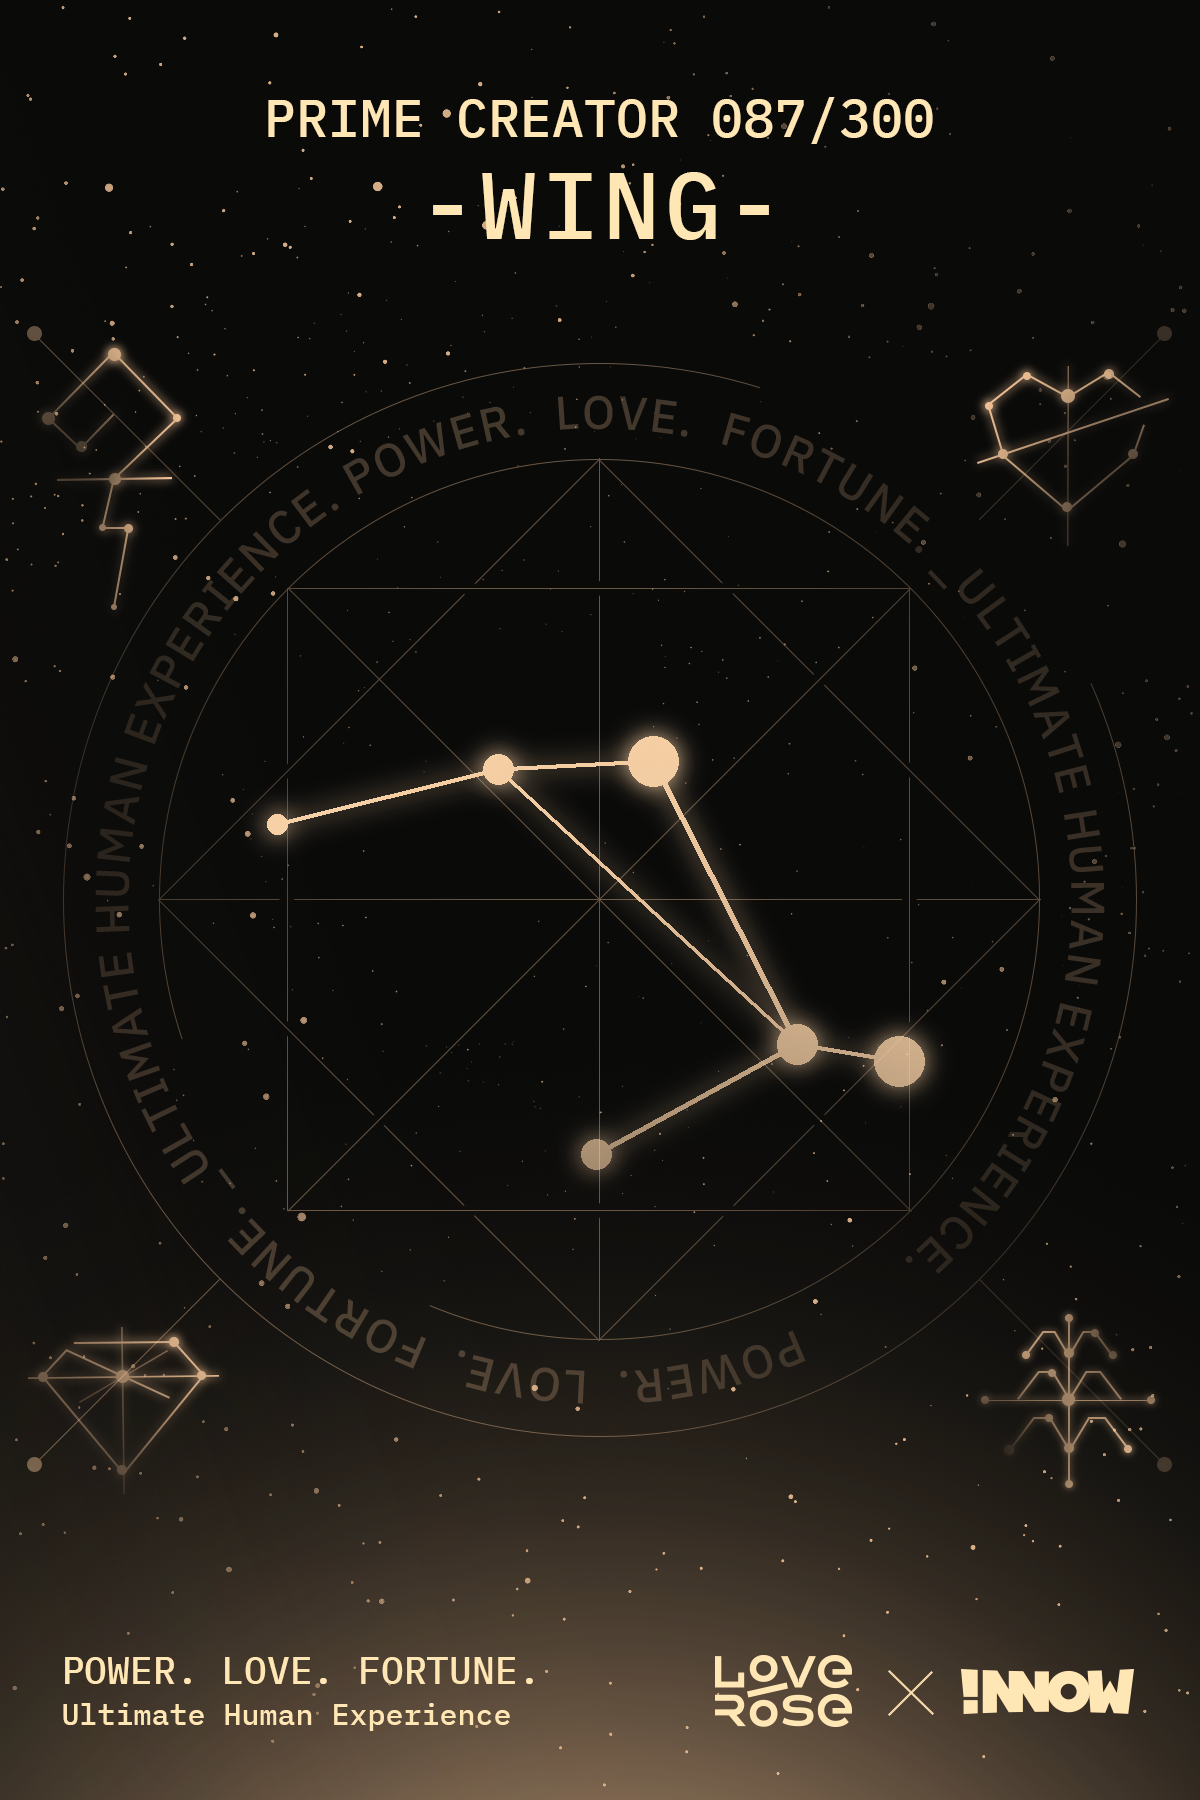 PRIME CREATOR 087/300
-WING-
ULTIMATE HUMAN EXPERIENCE. POWER. LOVE. FORTUNE. – ULTIMATE HUMAN EXPERIENCE. POWER. LOVE. FORTUNE. –
POWER. LOVE. FORTUNE.
Ultimate Human Experience
LOVE
ROSE
!NNOW